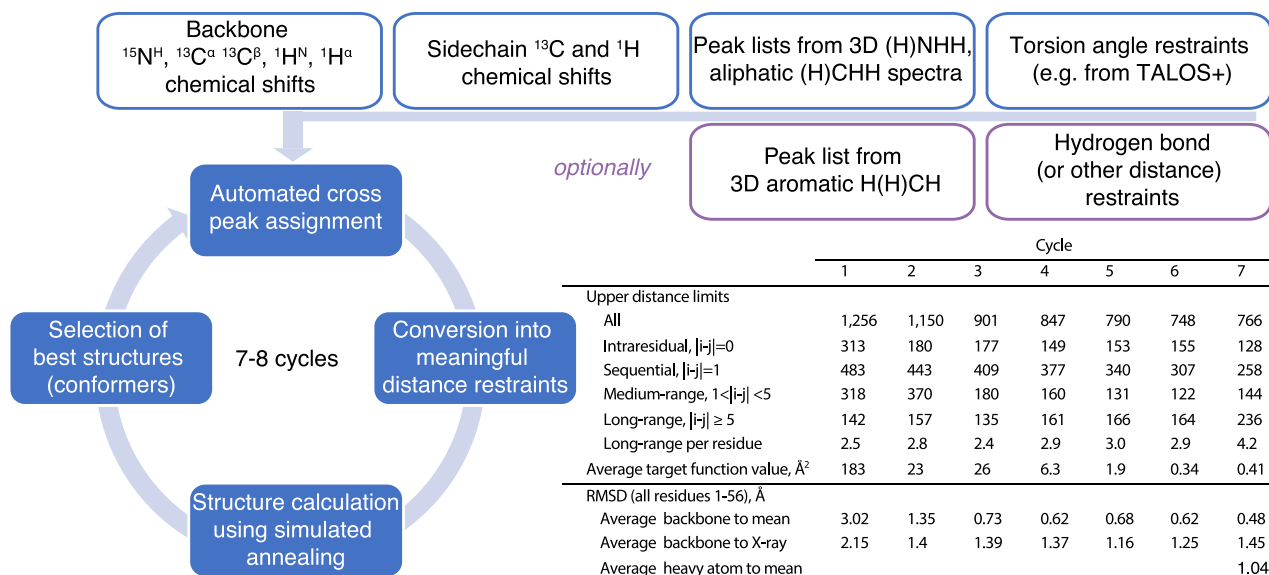 Backbone
¹⁵Nᴴ, ¹³Cᵅ ¹³Cᵝ, ¹Hᴺ, ¹Hᵅ
chemical shifts
Sidechain ¹³C and ¹H
chemical shifts
Peak lists from 3D (H)NHH,
aliphatic (H)CHH spectra
Torsion angle restraints
(e.g. from TALOS+)
optionally
Peak list from
3D aromatic H(H)CH
Hydrogen bond
(or other distance)
restraints
Automated cross
peak assignment
Selection of
best structures
(conformers)
7-8 cycles
Conversion into
meaningful
distance restraints
Structure calculation
using simulated
annealing
Cycle
1 2 3 4 5 6 7
Upper distance limits
All 1,256 1,150 901 847 790 748 766
Intraresidual, |i-j|=0 313 180 177 149 153 155 128
Sequential, |i-j|=1 483 443 409 377 340 307 258
Medium-range, 1<|i-j| <5 318 370 180 160 131 122 144
Long-range, |i-j| ≥ 5 142 157 135 161 166 164 236
Long-range per residue 2.5 2.8 2.4 2.9 3.0 2.9 4.2
Average target function value, Å² 183 23 26 6.3 1.9 0.34 0.41
RMSD (all residues 1-56), Å
Average backbone to mean 3.02 1.35 0.73 0.62 0.68 0.62 0.48
Average backbone to X-ray 2.15 1.4 1.39 1.37 1.16 1.25 1.45
Average heavy atom to mean 1.04